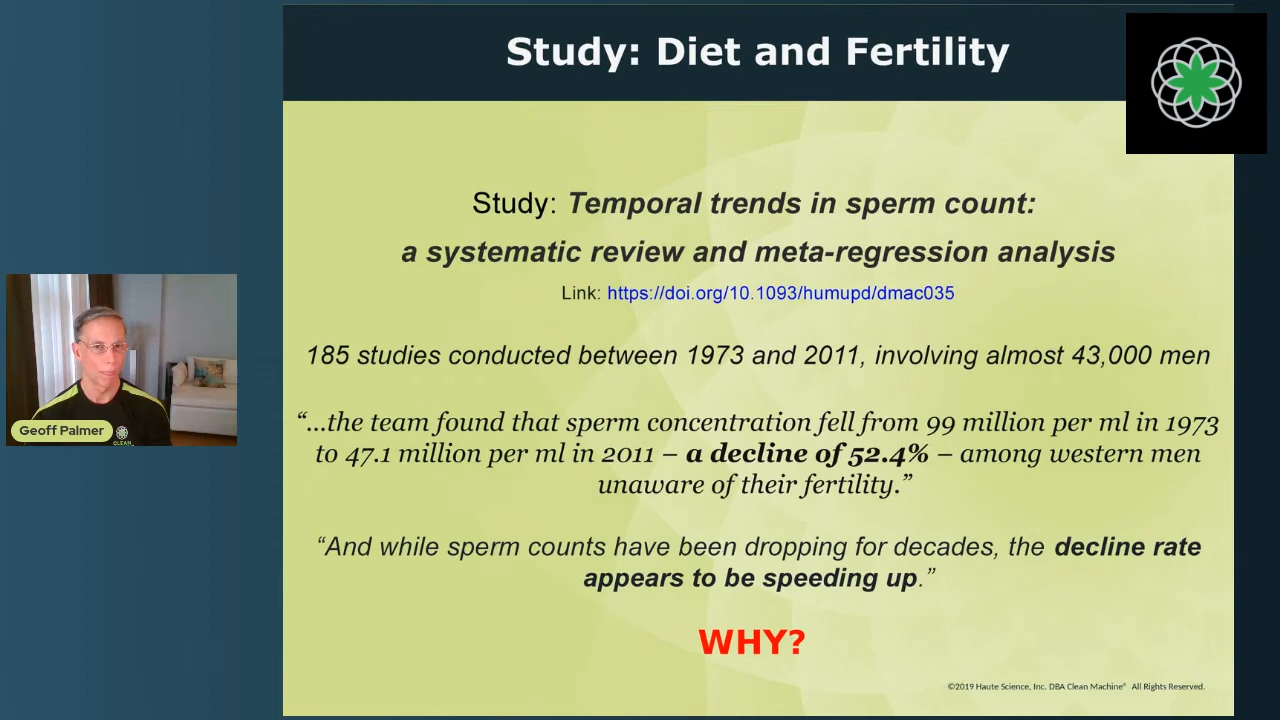 Study: Diet and Fertility
Study: Temporal trends in sperm count:
a systematic review and meta-regression analysis
Link: https://doi.org/10.1093/humupd/dmac035
185 studies conducted between 1973 and 2011, involving almost 43,000 men
“...the team found that sperm concentration fell from 99 million per ml in 1973
to 47.1 million per ml in 2011 – a decline of 52.4% – among western men
unaware of their fertility.”
“And while sperm counts have been dropping for decades, the decline rate
appears to be speeding up.”
WHY?
©2019 Haute Science, Inc. DBA Clean Machine® All Rights Reserved.
Geoff Palmer
CLEAN